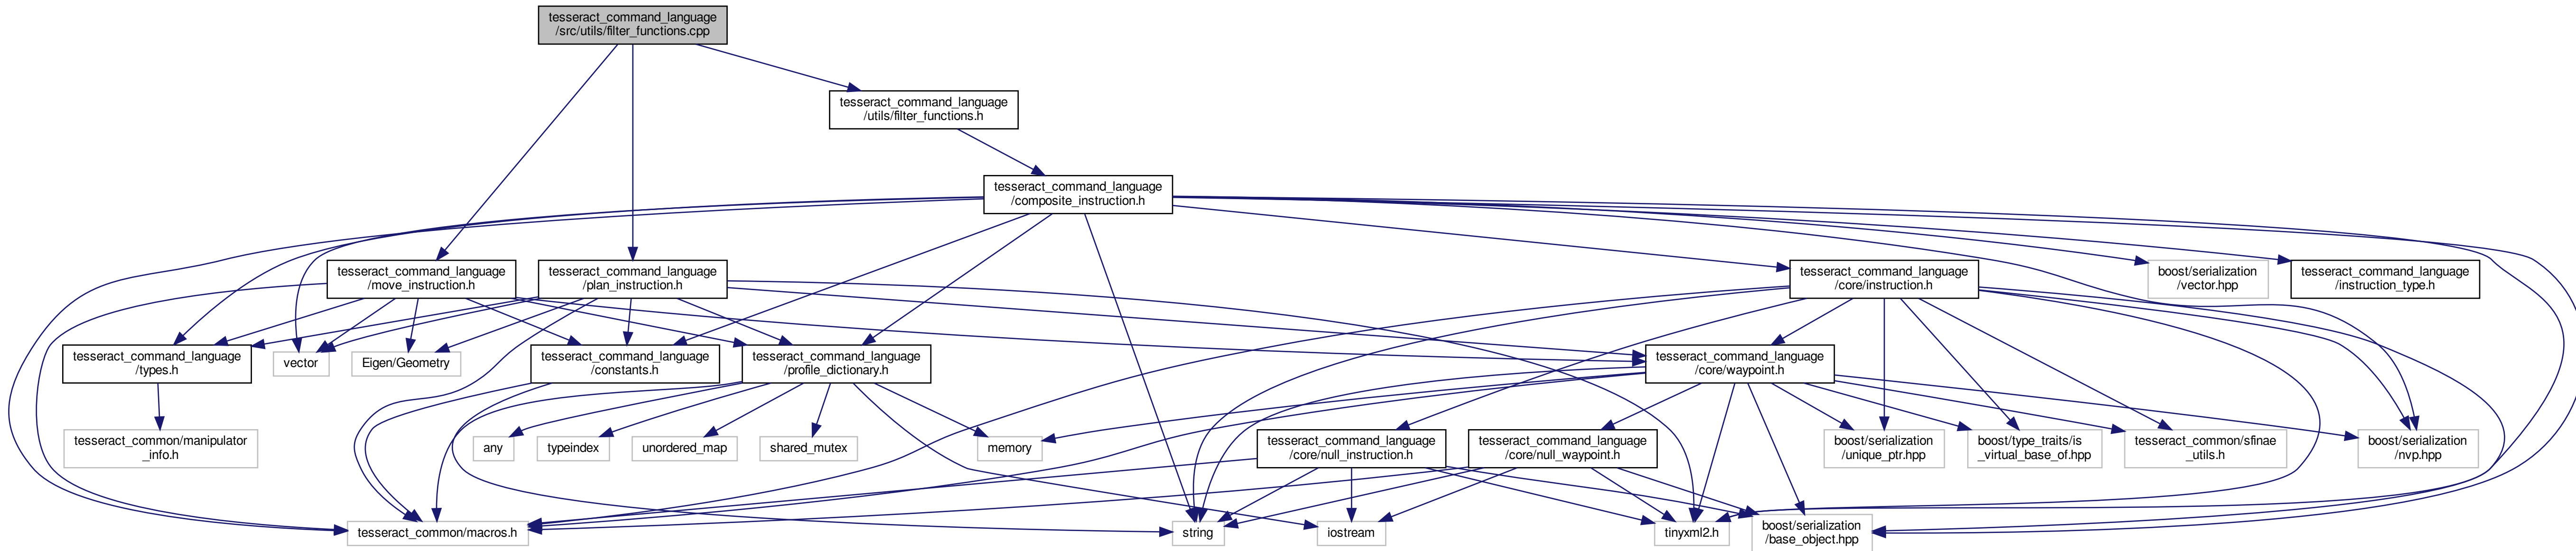 tesseract_command_language
/src/utils/filter_functions.cpp
tesseract_command_language
/utils/filter_functions.h
tesseract_command_language
/composite_instruction.h
tesseract_command_language
/move_instruction.h
tesseract_command_language
/plan_instruction.h
tesseract_command_language
/core/instruction.h
boost/serialization
/vector.hpp
tesseract_command_language
/instruction_type.h
tesseract_command_language
/types.h
vector
Eigen/Geometry
tesseract_command_language
/constants.h
tesseract_command_language
/profile_dictionary.h
tesseract_command_language
/core/waypoint.h
tesseract_common/manipulator
_info.h
any
typeindex
unordered_map
shared_mutex
memory
tesseract_command_language
/core/null_instruction.h
tesseract_command_language
/core/null_waypoint.h
boost/serialization
/unique_ptr.hpp
boost/type_traits/is
_virtual_base_of.hpp
tesseract_common/sfinae
_utils.h
boost/serialization
/nvp.hpp
tesseract_common/macros.h
string
iostream
tinyxml2.h
boost/serialization
/base_object.hpp